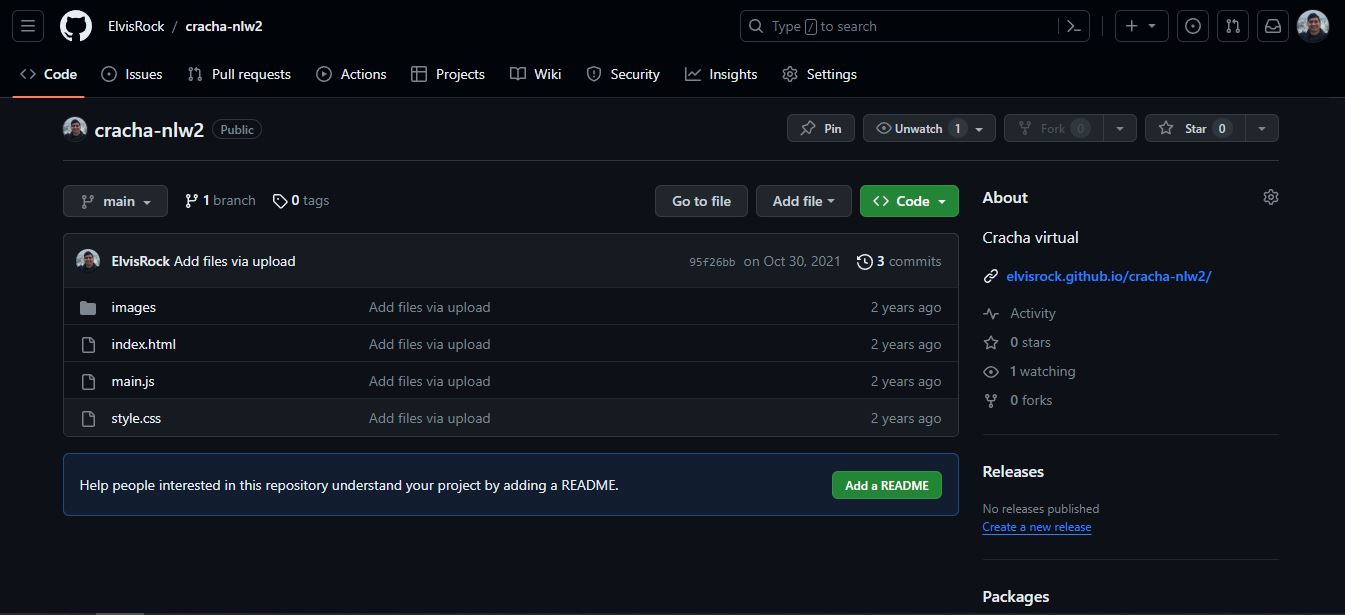 ElvisRock / cracha-nlw2
Type / to search
Code Issues Pull requests Actions Projects Wiki Security Insights Settings
cracha-nlw2 Public
Pin Unwatch 1 Fork 0 Star 0
main 1 branch 0 tags Go to file Add file Code
ElvisRock Add files via upload 95f26bb on Oct 30, 2021 3 commits
images Add files via upload 2 years ago
index.html Add files via upload 2 years ago
main.js Add files via upload 2 years ago
style.css Add files via upload 2 years ago
Help people interested in this repository understand your project by adding a README. Add a README
About
Cracha virtual
elvisrock.github.io/cracha-nlw2/
Activity
0 stars
1 watching
0 forks
Releases
No releases published
Create a new release
Packages